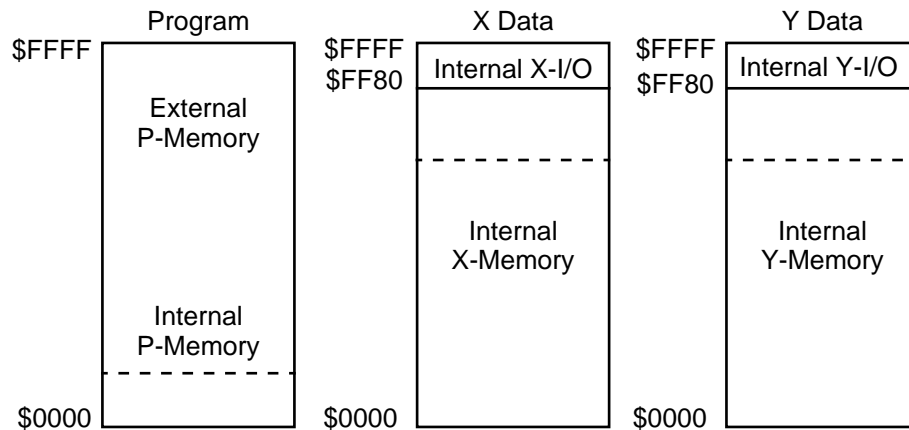 Program
$FFFF
External
P-Memory
Internal
P-Memory
$0000
X Data
$FFFF
$FF80
Internal X-I/O
Internal
X-Memory
$0000
Y Data
$FFFF
$FF80
Internal Y-I/O
Internal
Y-Memory
$0000